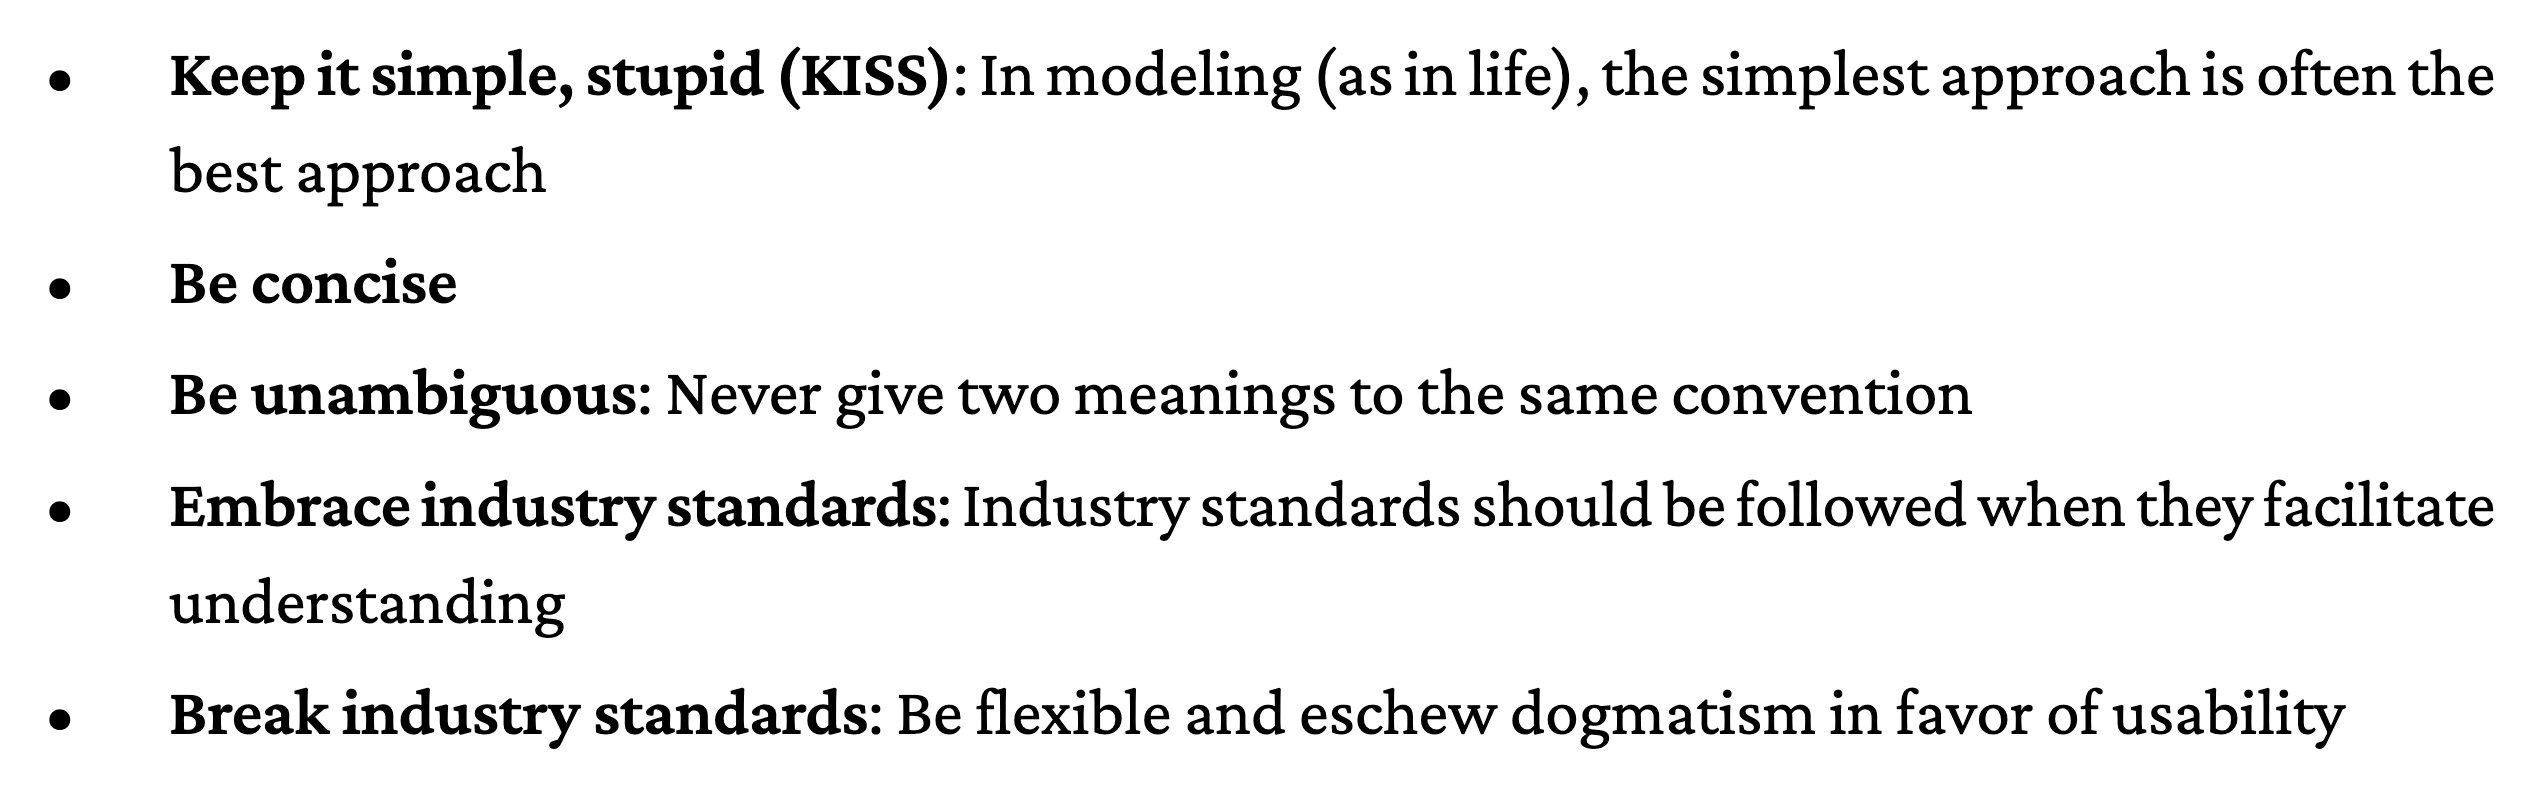 • Keep it simple, stupid (KISS): In modeling (as in life), the simplest approach is often the
best approach
• Be concise
• Be unambiguous: Never give two meanings to the same convention
• Embrace industry standards: Industry standards should be followed when they facilitate
understanding
• Break industry standards: Be flexible and eschew dogmatism in favor of usability